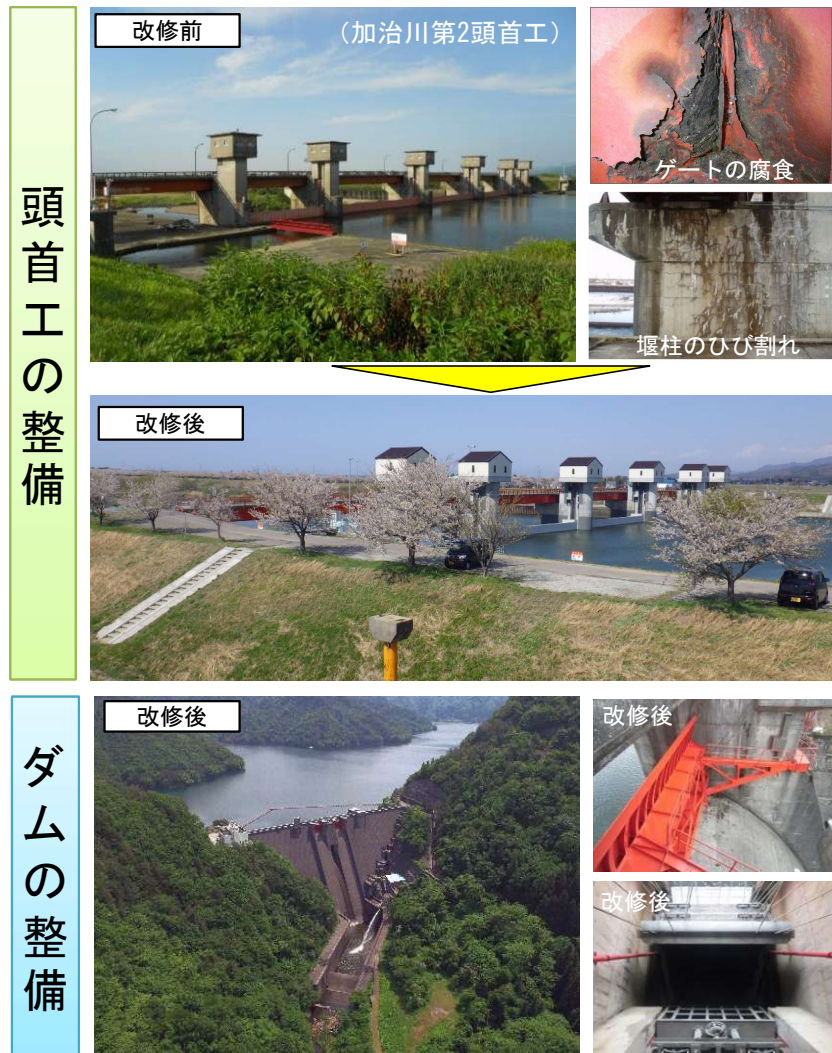 頭首工の整備
改修前
（加治川第2頭首工）
ゲートの腐食
堰柱のひび割れ
改修後
ダムの整備
改修後
改修後
改修後